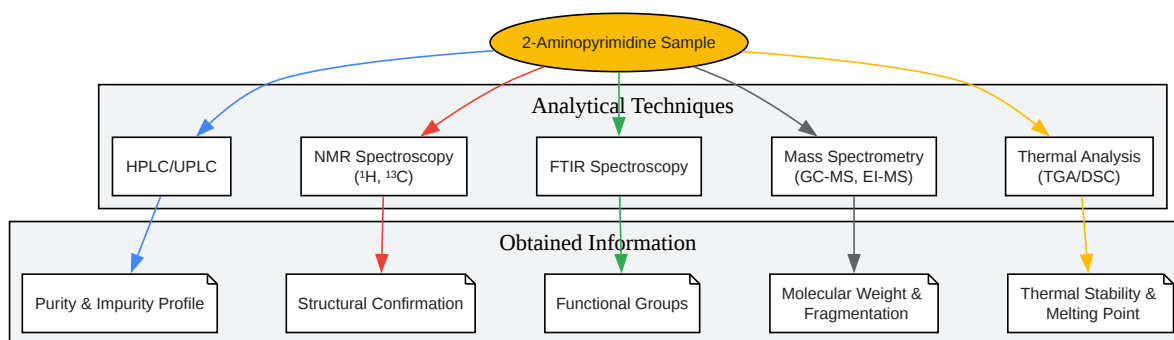 2-Aminopyrimidine Sample
Analytical Techniques
HPLC/UPLC
NMR Spectroscopy
(¹H, ¹³C)
FTIR Spectroscopy
Mass Spectrometry
(GC-MS, EI-MS)
Thermal Analysis
(TGA/DSC)
Obtained Information
Purity & Impurity Profile
Structural Confirmation
Functional Groups
Molecular Weight &
Fragmentation
Thermal Stability &
Melting Point